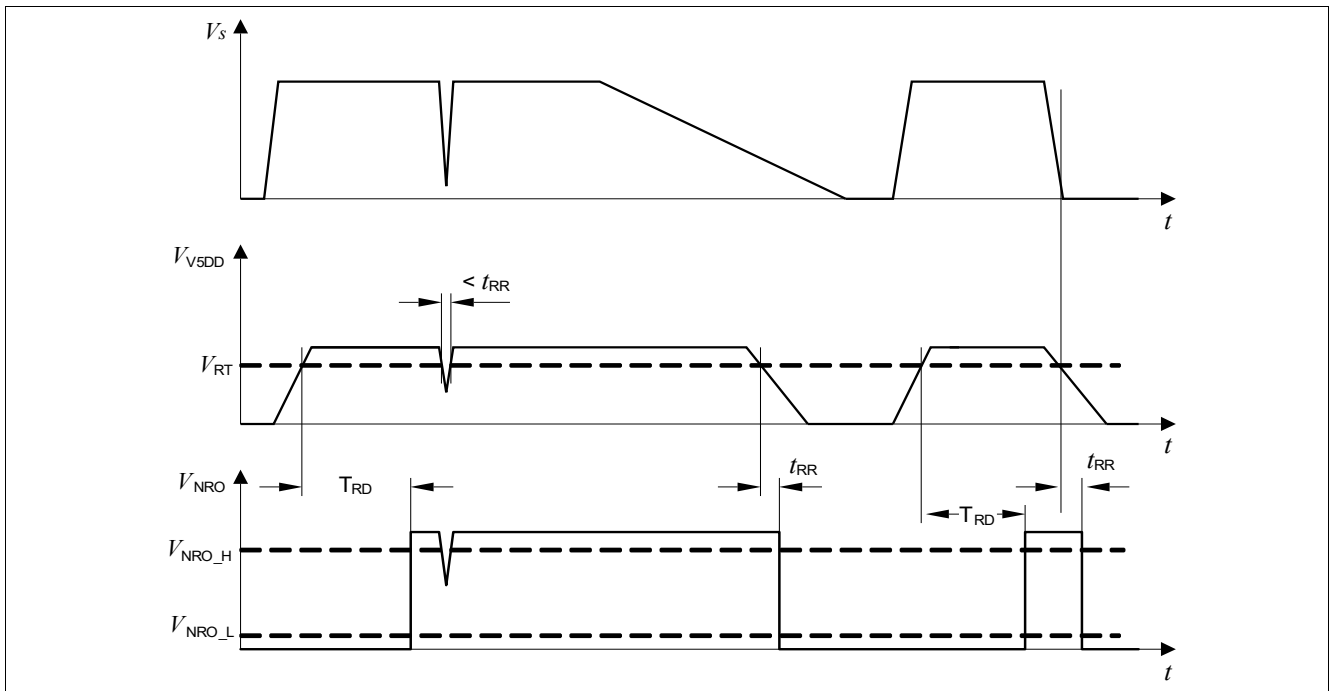 VS
t
VV5DD
< tRR
VRT
t
VNRO
TRD
tRR
tRR
TRD
VNRO_H
VNRO_L
t